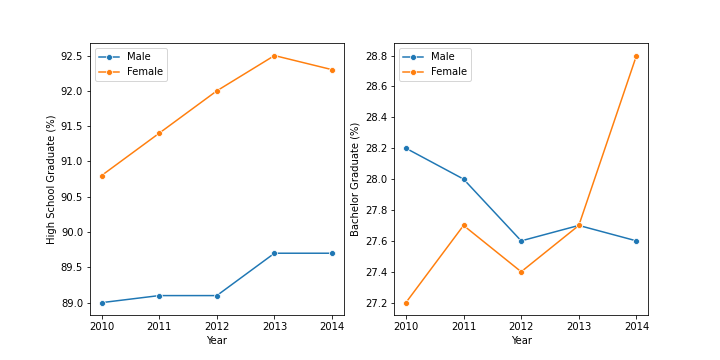 High School Graduate (%)
92.5
92.0
91.5
91.0
90.5
90.0
89.5
89.0
Male
Female
2010 2011 2012 2013 2014
Year
Bachelor Graduate (%)
28.8
28.6
28.4
28.2
28.0
27.8
27.6
27.4
27.2
Male
Female
2010 2011 2012 2013 2014
Year